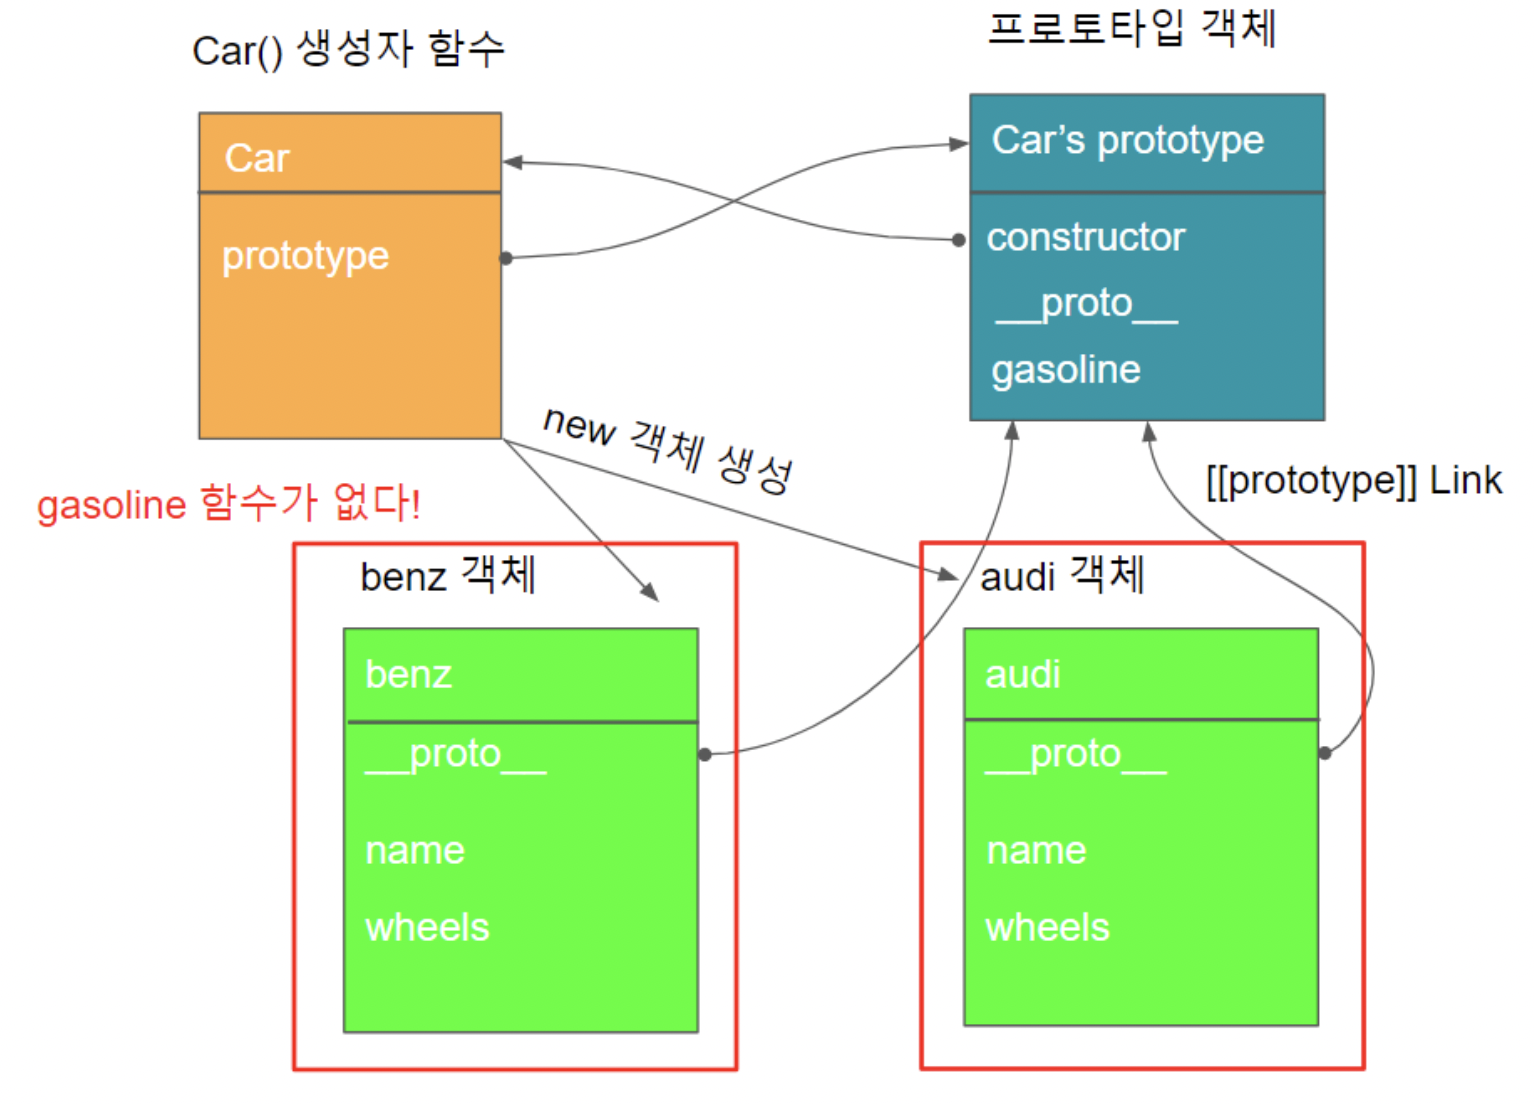 Car() 생성자 함수
프로토타입 객체
Car
prototype
Car’s prototype
constructor
__proto__
gasoline
new 객체 생성
[[prototype]] Link
gasoline 함수가 없다!
benz 객체
benz
__proto__
name
wheels
audi 객체
audi
__proto__
name
wheels